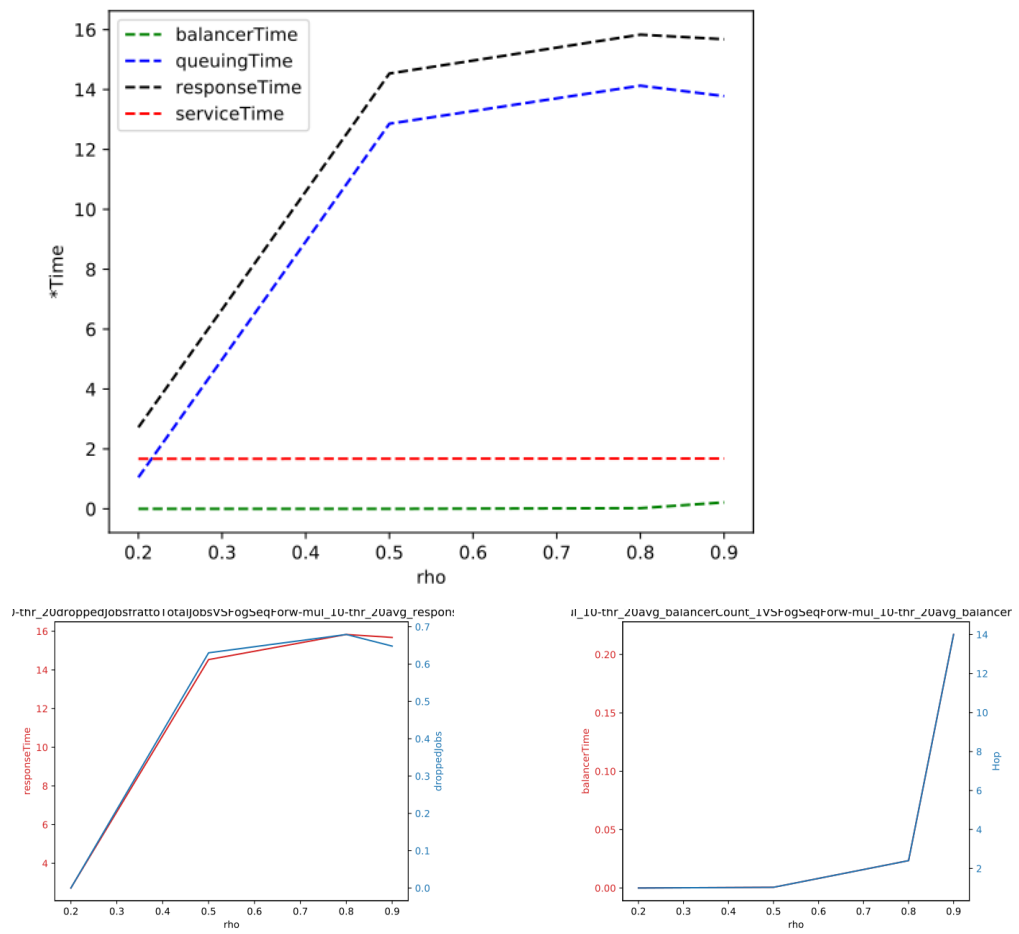 16
14
12
10
8
6
4
2
0
*Time
balancerTime
queuingTime
responseTime
serviceTime
0.2 0.3 0.4 0.5 0.6 0.7 0.8 0.9
rho
)-thr_20droppedJobsfrattoTotalJobsVSFogSeqForw-mul_10-thr_20avg_respons
16
14
12
10
8
6
4
responseTime
0.7
0.6
0.5
0.4
0.3
0.2
0.1
0.0
droppedJobs
0.2 0.3 0.4 0.5 0.6 0.7 0.8 0.9
rho
il_10-thr_20avg_balancerCount_1VSFogSeqForw-mul_10-thr_20avg_balancer
0.20
0.15
0.10
0.05
0.00
balancerTime
14
12
10
8
6
4
2
Hop
0.2 0.3 0.4 0.5 0.6 0.7 0.8 0.9
rho